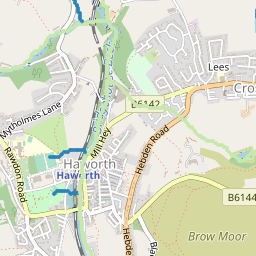 Lees
Cro
B6142
Mytholmes Lane
Mill Hey
Hebden Road
Rawdon Road
Haworth
Haworth
B6144
Brow Moor
Hebde